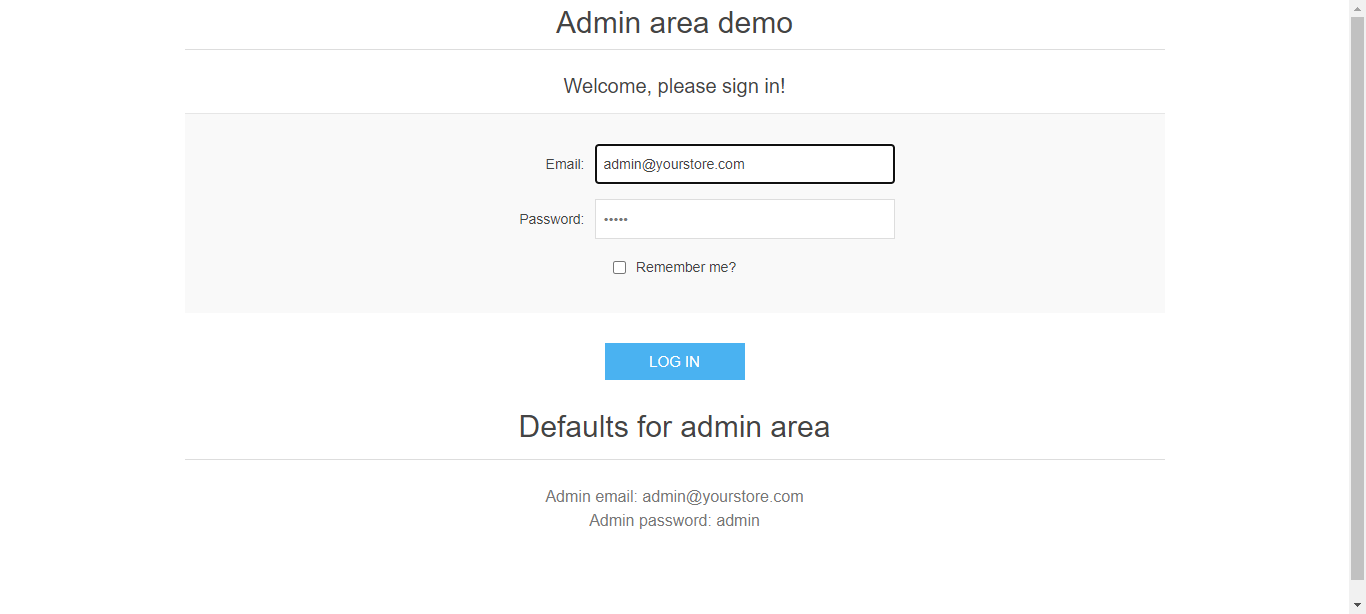 Admin area demo
Welcome, please sign in!
Email: admin@yourstore.com
Password: •••••
Remember me?
LOG IN
Defaults for admin area
Admin email: admin@yourstore.com
Admin password: admin